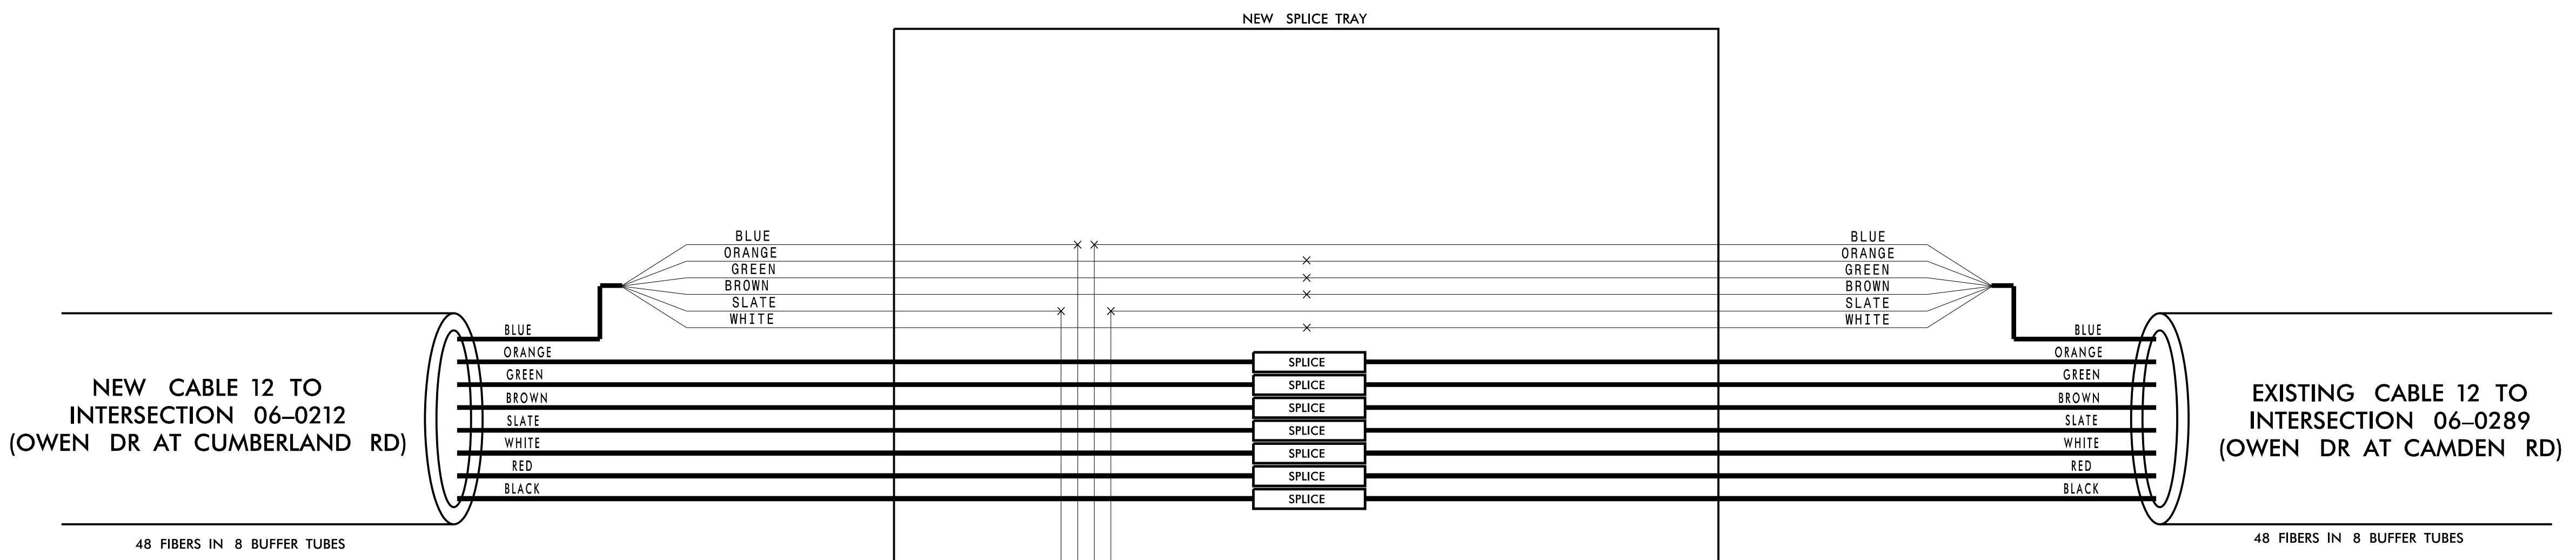 NEW SPLICE TRAY
BLUE
ORANGE
GREEN
BROWN
SLATE
WHITE
BLUE
ORANGE
GREEN
BROWN
SLATE
WHITE
BLUE
ORANGE
GREEN
BROWN
SLATE
WHITE
RED
BLACK
SPLICE
SPLICE
SPLICE
SPLICE
SPLICE
SPLICE
SPLICE
BLUE
ORANGE
GREEN
BROWN
SLATE
WHITE
RED
BLACK
NEW CABLE 12 TO
INTERSECTION 06–0212
(OWEN DR AT CUMBERLAND RD)
48 FIBERS IN 8 BUFFER TUBES
EXISTING CABLE 12 TO
INTERSECTION 06–0289
(OWEN DR AT CAMDEN RD)
48 FIBERS IN 8 BUFFER TUBES